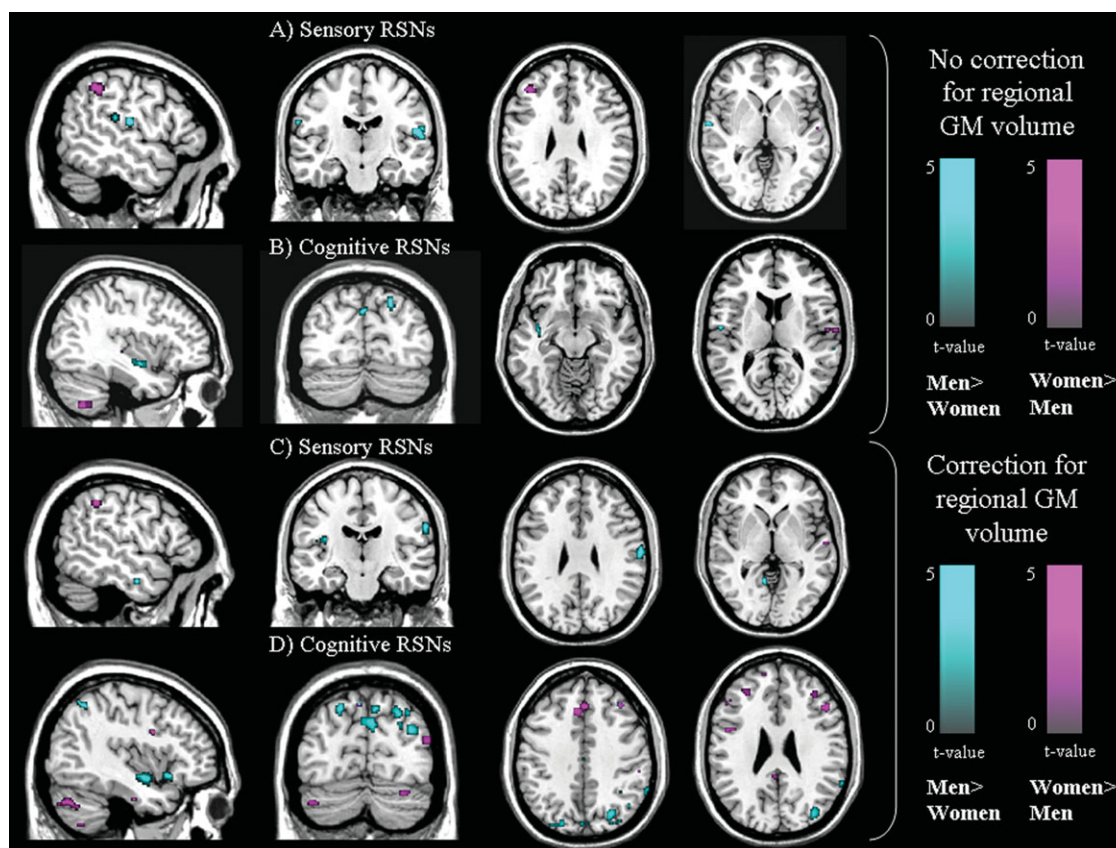 A) Sensory RSNs
No correction
for regional
GM volume
5
5
0
0
t-value
t-value
Men>
Women
Women>
Men
B) Cognitive RSNs
C) Sensory RSNs
Correction for
regional GM
volume
5
5
0
0
t-value
t-value
Men>
Women
Women>
Men
D) Cognitive RSNs